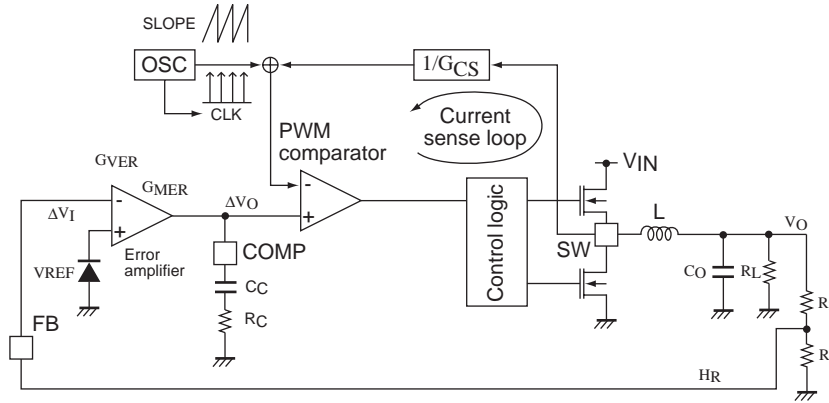 SLOPE
OSC
CLK
1/GCS
Current
sense loop
PWM
comparator
-
+
GVER
GMER
ΔVI
-
+
ΔVO
Error
amplifier
VREF
COMP
CC
RC
FB
Control logic
VIN
SW
L
VO
CO
RL
R
R
HR